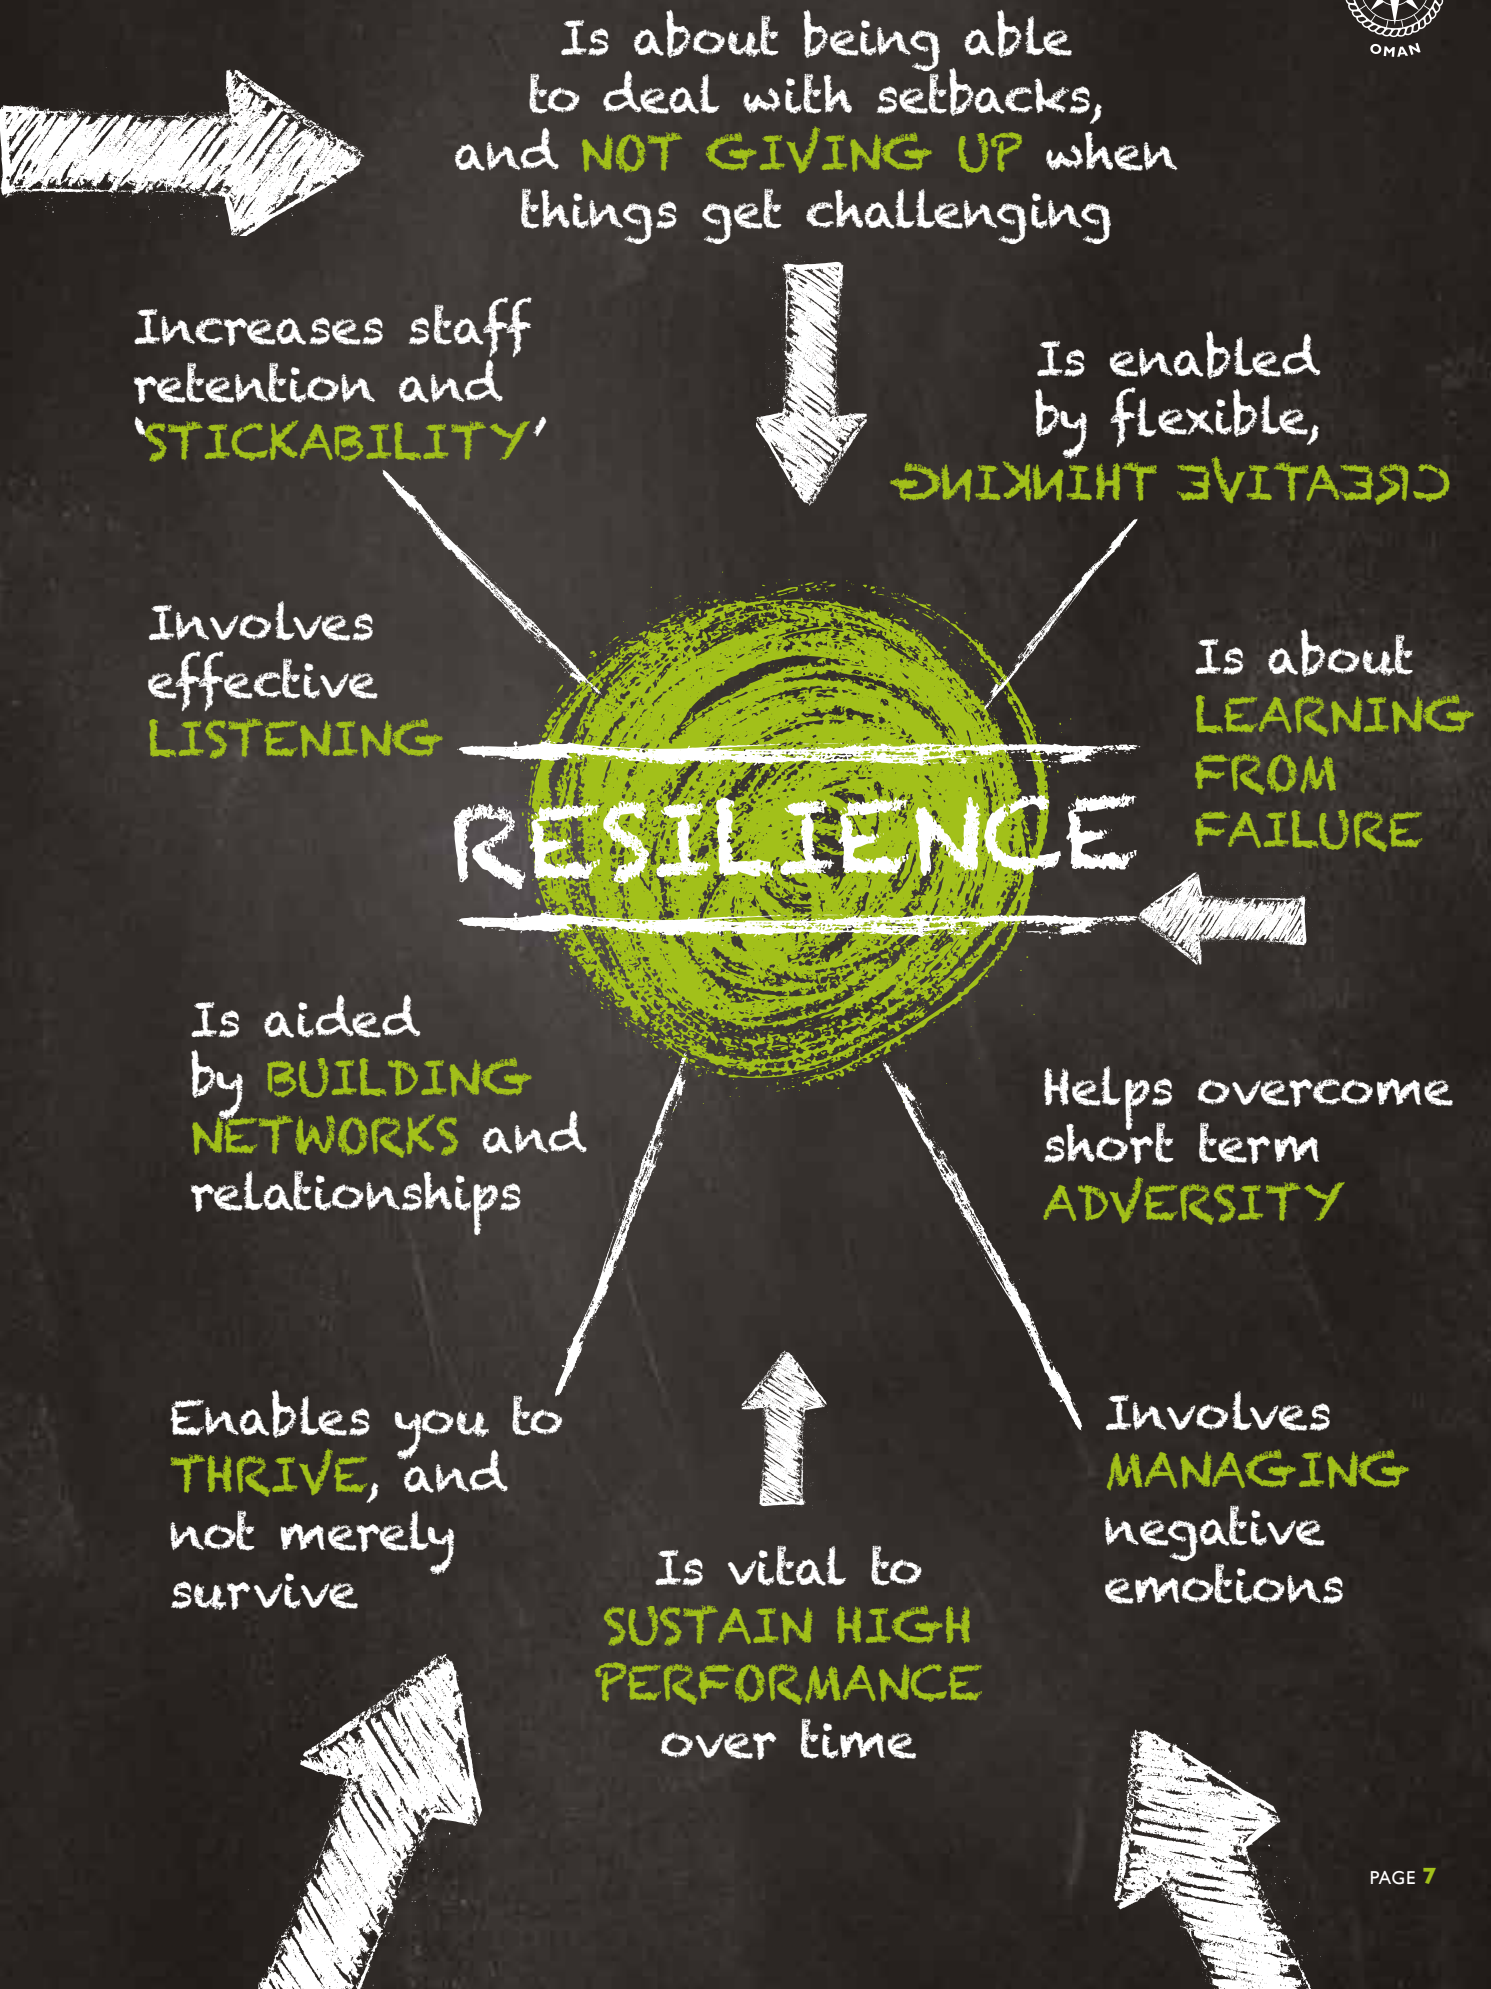 OMAN
Is about being able
to deal with setbacks,
and NOT GIVING UP when
things get challenging
Increases staff
retention and
‘STICKABILITY’
Is enabled
by flexible,
CREATIVE THINKING
Involves
effective
LISTENING
Is about
LEARNING
FROM
FAILURE
RESILIENCE
Is aided
by BUILDING
NETWORKS and
relationships
Helps overcome
short term
ADVERSITY
Enables you to
THRIVE, and
not merely
survive
Is vital to
SUSTAIN HIGH
PERFORMANCE
over time
Involves
MANAGING
negative
emotions
PAGE 7